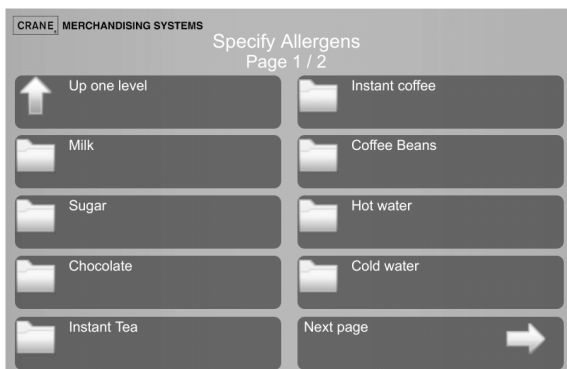 CRANE MERCHANDISING SYSTEMS
Specify Allergens
Page 1 / 2
Up one level
Instant coffee
Milk
Coffee Beans
Sugar
Hot water
Chocolate
Cold water
Instant Tea
Next page